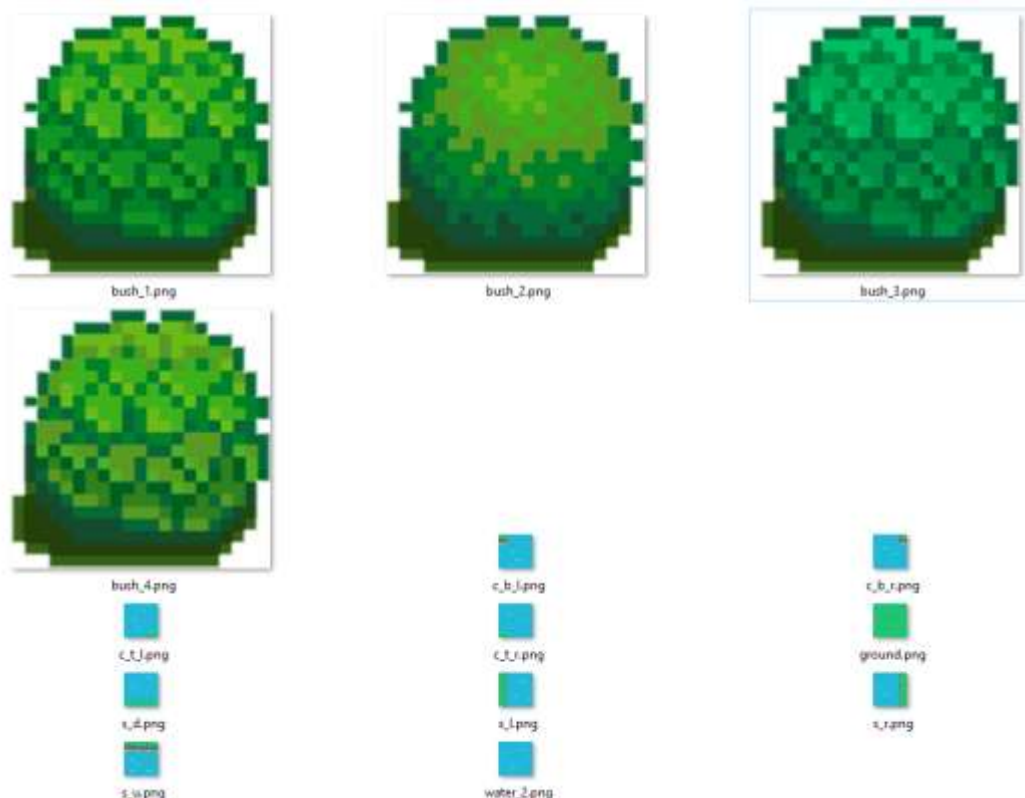 bush_1.png
bush_2.png
bush_3.png
bush_4.png
c_b_l.png
c_b_r.png
c_t_l.png
c_t_r.png
ground.png
s_d.png
s_l.png
s_r.png
s_u.png
water_2.png